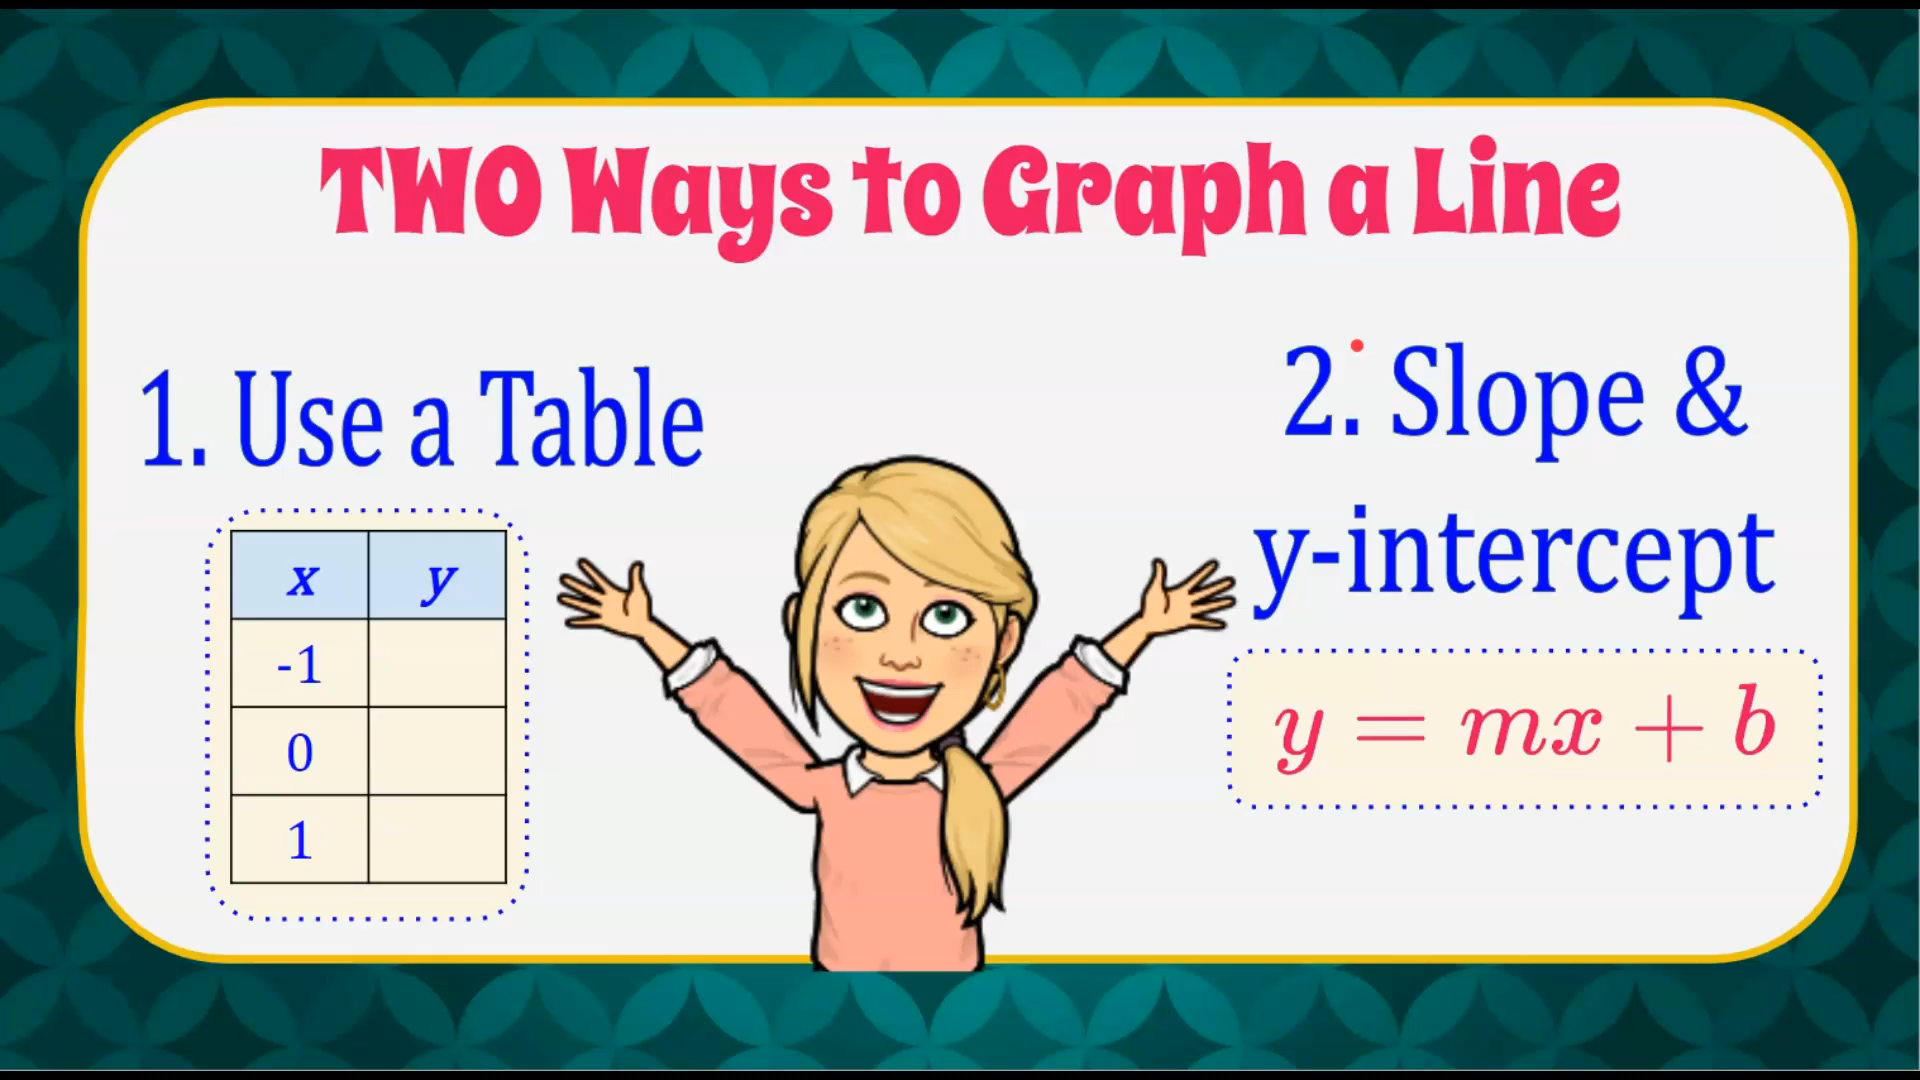 TWO Ways to Graph a Line
1. Use a Table
x y
-1
0
1
2. Slope &
y-intercept
y = mx + b